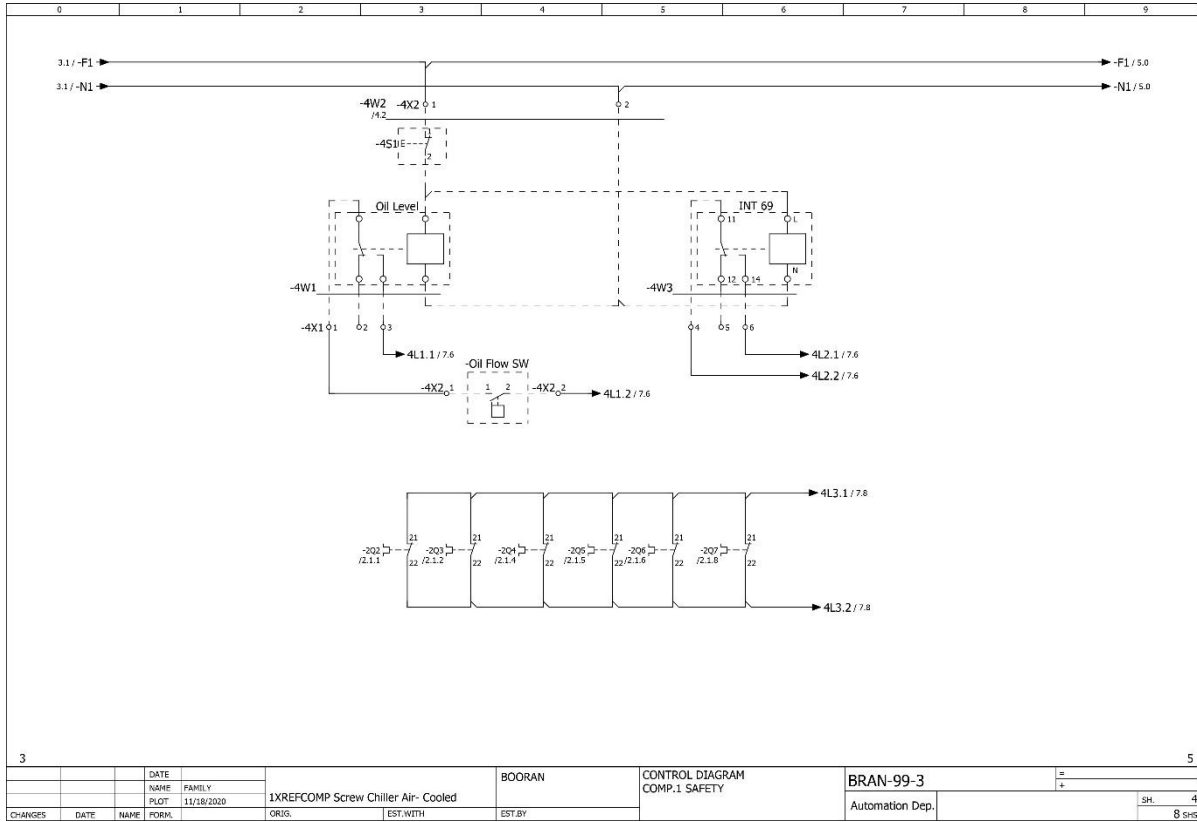 0 1 2 3 4 5 6 7 8 9
3.1 / -F1 -F1 / 5.0
3.1 / -N1 -N1 / 5.0
-4W2 -4X2 1 2
/4.2
-4S1 E 1
2
Oil Level INT 69
11 L
N
12 14
-4W1 -4W3
-4X1 1 2 3 4 5 6
4L1.1 / 7.6 4L2.1 / 7.6
-Oil Flow SW 4L2.2 / 7.6
-4X2 1 1 2 -4X2 2 4L1.2 / 7.6
4L3.1 / 7.8
21 21 21 21 21 21
-2Q2 -2Q3 -2Q4 -2Q5 -2Q6 -2Q7
/2.1.1 /2.1.2 /2.1.4 /2.1.5 /2.1.6 /2.1.8
22 22 22 22 22 22
4L3.2 / 7.8
3 5
DATE
NAME FAMILY
PLOT 11/18/2020
CHANGES DATE NAME FORM.
1XREFCOMP Screw Chiller Air- Cooled
ORIG. EST.WITH EST.BY
BOORAN
CONTROL DIAGRAM
COMP.1 SAFETY
BRAN-99-3
Automation Dep.
=
+
SH. 4
8 SHS